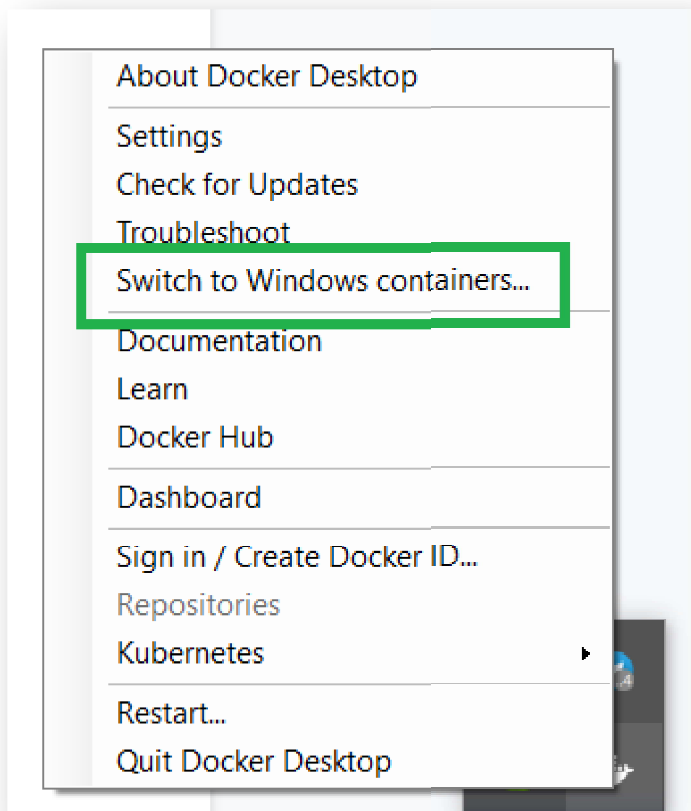 About Docker Desktop
Settings
Check for Updates
Troubleshoot
Switch to Windows containers...
Documentation
Learn
Docker Hub
Dashboard
Sign in / Create Docker ID...
Repositories
Kubernetes
Restart...
Quit Docker Desktop